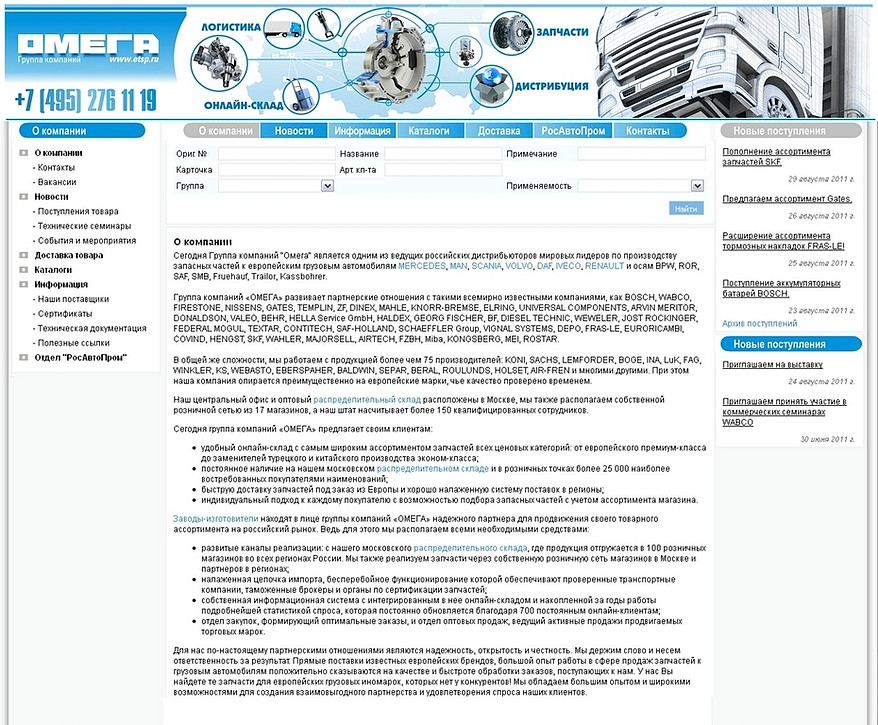 ОМЕГА
Группа компаний www.etsp.ru
+7 (495) 276 11 19
ЛОГИСТИКА
ЗАПЧАСТИ
ОНЛАЙН-СКЛАД
ДИСТРИБУЦИЯ
О компании
О компании Новости Информация Каталоги Доставка РосАвтоПром Контакты
Новые поступления
О компании
- Контакты
- Вакансии
Новости
- Поступления товара
- Технические семинары
- События и мероприятия
Доставка товара
Каталоги
Информация
- Наши поставщики
- Сертификаты
- Техническая документация
- Полезные ссылки
Отдел "РосАвтоПром"
Ориг № Название Примечание
Карточка Арт. кл-та
Группа Применяемость
Найти
О компании
Сегодня Группа компаний "Омега" является одним из ведущих российских дистрибьюторов мировых лидеров по производству
запасных частей к европейским грузовым автомобилям MERCEDES, MAN, SCANIA, VOLVO, DAF, IVECO, RENAULT и осям BPW, ROR,
SAF, SMB, Fruehauf, Trailor, Kassbohrer.
Группа компаний «ОМЕГА» развивает партнерские отношения с такими всемирно известными компаниями, как BOSCH, WABCO,
FIRESTONE, NISSENS, GATES, TEMPLIN, ZF, DINEX, MAHLE, KNORR-BREMSE, ELRING, UNIVERSAL COMPONENTS, ARVIN MERITOR,
DONALDSON, VALEO, BEHR, HELLA Service GmbH, HALDEX, GEORG FISCHER, BF, DIESEL TECHNIC, WEWELER, JOST ROCKINGER,
FEDERAL MOGUL, TEXTAR, CONTITECH, SAF-HOLLAND, SCHAEFFLER Group, VIGNAL SYSTEMS, DEPO, FRAS-LE, EURORICAMBI,
COVIND, HENGST, SKF, WAHLER, MAJORSELL, AIRTECH, FZBH, Miba, KONGSBERG, MEI, ROSTAR.
В общей же сложности, мы работаем с продукцией более чем 75 производителей: KONI, SACHS, LEMFORDER, BOGE, INA, LuK, FAG,
WINKLER, KS, WEBASTO, EBERSPAHER, BALDWIN, SEPAR, BERAL, ROULUNDS, HOLSET, AIR-FREN и многими другими. При этом
наша компания опирается преимущественно на европейские марки, чье качество проверено временем.
Наш центральный офис и оптовый распределительный склад расположены в Москве, мы также располагаем собственной
розничной сетью из 17 магазинов, а наш штат насчитывает более 150 квалифицированных сотрудников.
Сегодня группа компаний «ОМЕГА» предлагает своим клиентам:
удобный онлайн-склад с самым широким ассортиментом запчастей всех ценовых категорий: от европейского премиум-класса
до заменителей турецкого и китайского производства эконом-класса;
постоянное наличие на нашем московском распределительном складе и в розничных точках более 25 000 наиболее
востребованных покупателями наименований;
быструю доставку запчастей под заказ из Европы и хорошо налаженную систему поставок в регионы;
индивидуальный подход к каждому покупателю с возможностью подбора запасных частей с учетом ассортимента магазина.
Заводы-изготовители находят в лице группы компаний «ОМЕГА» надежного партнера для продвижения своего товарного
ассортимента на российский рынок. Ведь для этого мы располагаем всеми необходимыми средствами:
развитые каналы реализации: с нашего московского распределительного склада, где продукция отгружается в 100 розничных
магазинов во всех регионах России. Мы также реализуем запчасти через собственную розничную сеть магазинов в Москве и
партнеров в регионах;
налаженная цепочка импорта, бесперебойное функционирование которой обеспечивают проверенные транспортные
компании, таможенные брокеры и органы по сертификации запчастей;
собственная информационная система с интегрированным в нее онлайн-складом и накопленной за годы работы
подробнейшей статистикой спроса, которая постоянно обновляется благодаря 700 постоянным онлайн-клиентам;
отдел закупок, формирующий оптимальные заказы, и отдел оптовых продаж, ведущий активные продажи продвигаемых
торговых марок.
Для нас по-настоящему партнерскими отношениями являются надежность, открытость и честность. Мы держим слово и несем
ответственность за результат. Прямые поставки известных европейских брендов, большой опыт работы в сфере продаж запчастей к
грузовым автомобилям положительно сказываются на качестве и быстроте обработки заказов, поступающих к нам. У нас Вы
найдете те запчасти для европейских грузовых иномарок, которых нет у конкурентов! Мы обладаем большим опытом и широкими
возможностями для создания взаимовыгодного партнерства и удовлетворения спроса наших клиентов.
Пополнение ассортимента
запчастей SKF.
29 августа 2011 г.
Предлагаем ассортимент Gates.
26 августа 2011 г.
Расширение ассортимента
тормозных накладок FRAS-LE!
25 августа 2011 г.
Поступление аккумуляторных
батарей BOSCH.
23 августа 2011 г.
Архив поступлений
Новые поступления
Приглашаем на выставку
24 августа 2011 г.
Приглашаем принять участие в
коммерческих семинарах
WABCO
30 июня 2011 г.